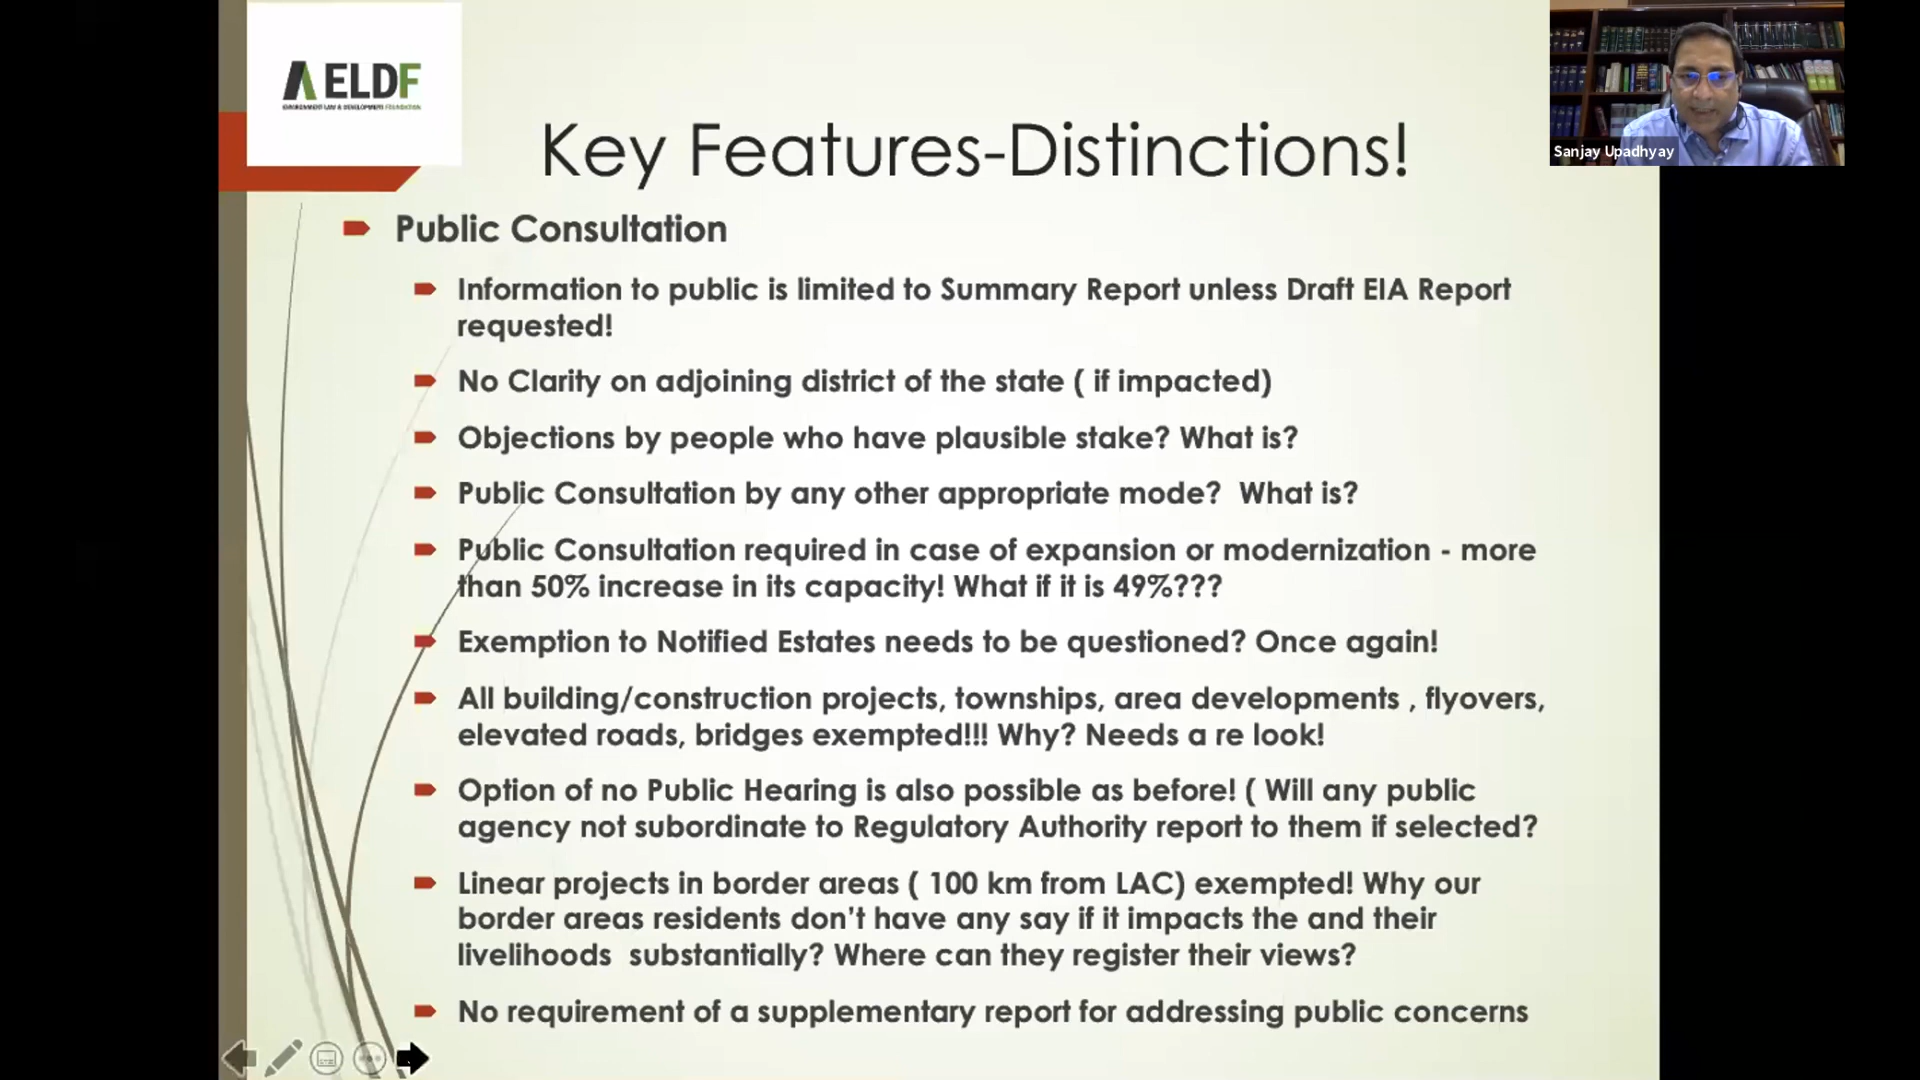 ELDF
ENVIRONMENT LAW & DEVELOPMENT FOUNDATION
Key Features-Distinctions!
Sanjay Upadhyay
Public Consultation
Information to public is limited to Summary Report unless Draft EIA Report
requested!
No Clarity on adjoining district of the state ( if impacted)
Objections by people who have plausible stake? What is?
Public Consultation by any other appropriate mode?  What is?
Public Consultation required in case of expansion or modernization - more
than 50% increase in its capacity! What if it is 49%???
Exemption to Notified Estates needs to be questioned? Once again!
All building/construction projects, townships, area developments , flyovers,
elevated roads, bridges exempted!!! Why? Needs a re look!
Option of no Public Hearing is also possible as before! ( Will any public
agency not subordinate to Regulatory Authority report to them if selected?
Linear projects in border areas ( 100 km from LAC) exempted! Why our
border areas residents don't have any say if it impacts the and their
livelihoods  substantially? Where can they register their views?
No requirement of a supplementary report for addressing public concerns